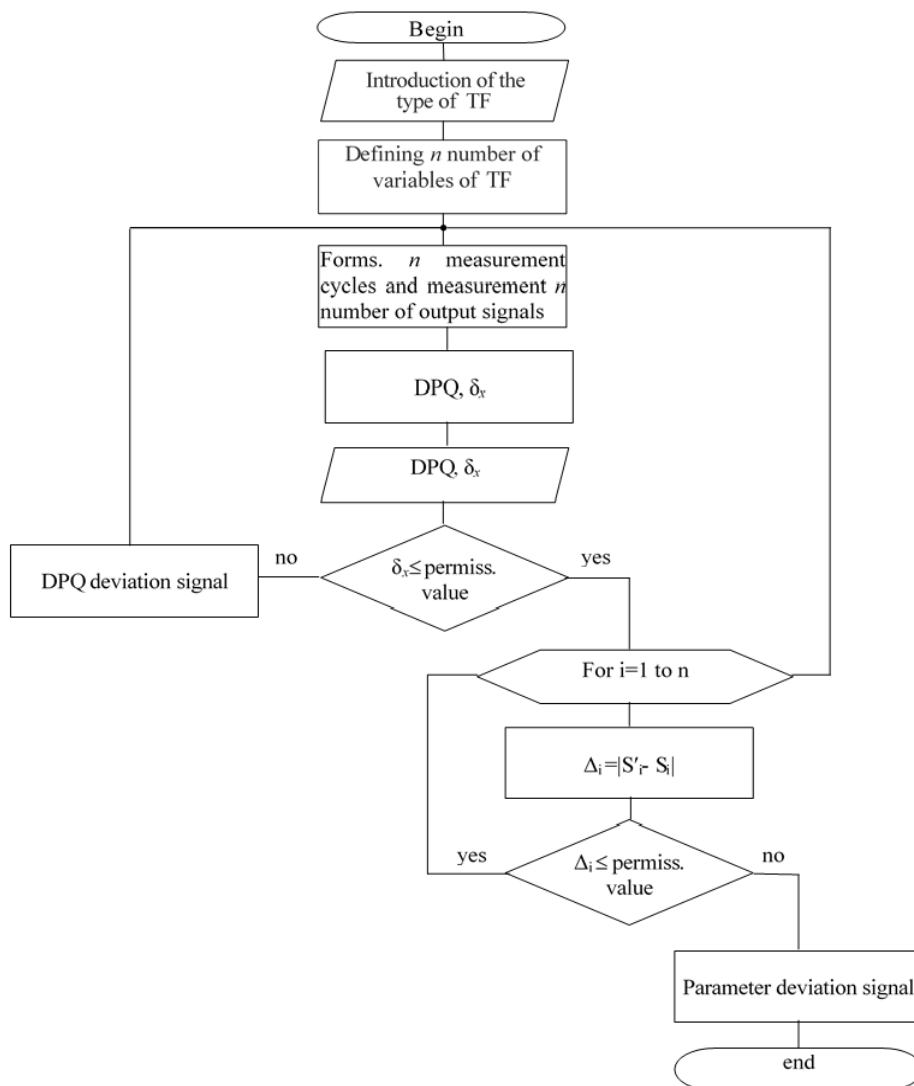 Begin
Introduction of the
type of TF
Defining n number of
variables of TF
Forms. n measurement
cycles and measurement n
number of output signals
DPQ, δx
DPQ, δx
no
yes
δx≤ permiss.
value
DPQ deviation signal
For i=1 to n
Δi=|S′i- Si|
yes
no
Δi≤ permiss.
value
Parameter deviation signal
end